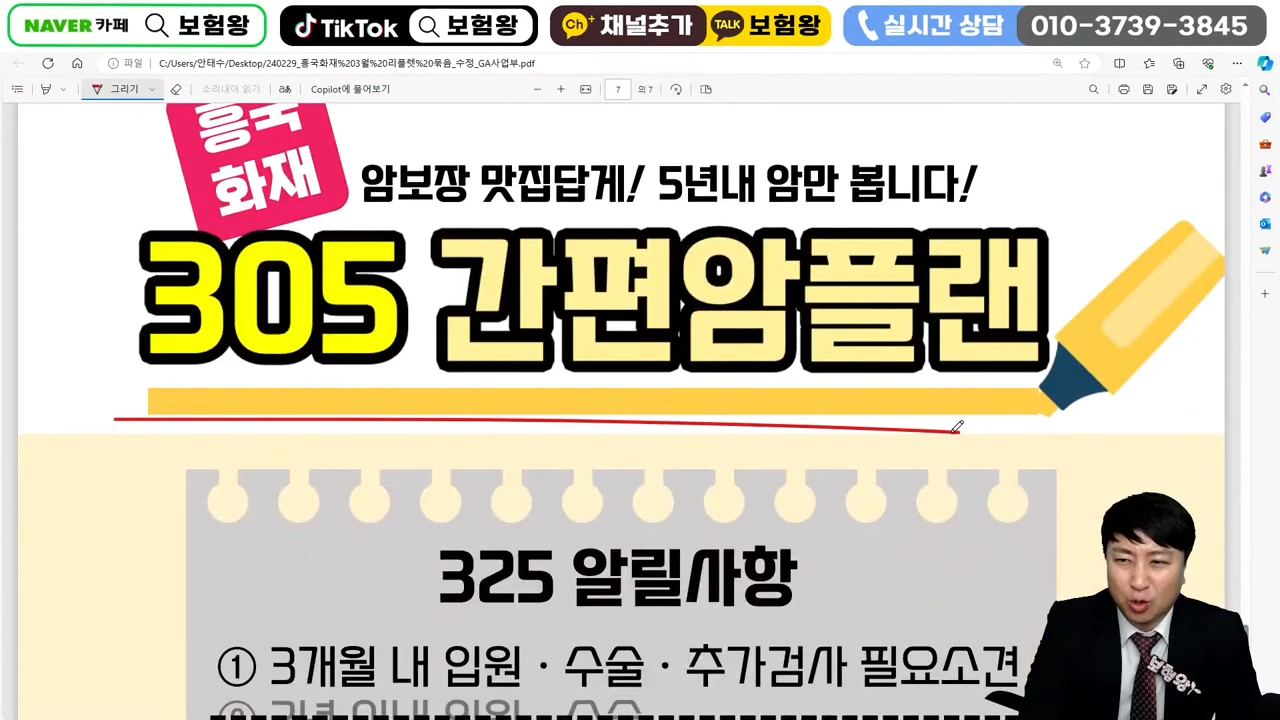 NAVER 카페 보험왕 TikTok 보험왕 Ch+ 채널추가 TALK 보험왕 실시간 상담 010-3739-3845
파일 C:/Users/안태수/Desktop/240229_흥국화재%203월%20리플렛%20묶음_수정_GA사업부.pdf
그리기 소리내어 읽기 aあ Copilot에 물어보기 7 의 7
흥국
화재
암보장 맛집답게! 5년내 암만 봅니다!
305 간편암플랜
325 알릴사항
① 3개월 내 입원 · 수술 · 추가검사 필요소견
보험왕